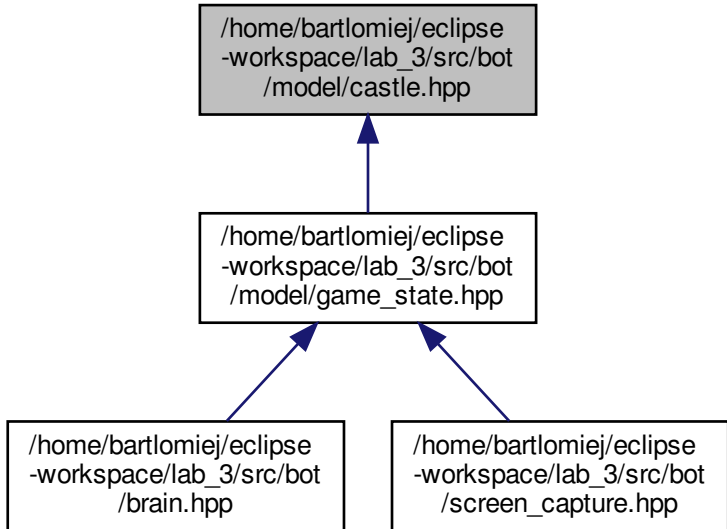 /home/bartlomiej/eclipse
-workspace/lab_3/src/bot
/model/castle.hpp
/home/bartlomiej/eclipse
-workspace/lab_3/src/bot
/model/game_state.hpp
/home/bartlomiej/eclipse
-workspace/lab_3/src/bot
/brain.hpp
/home/bartlomiej/eclipse
-workspace/lab_3/src/bot
/screen_capture.hpp